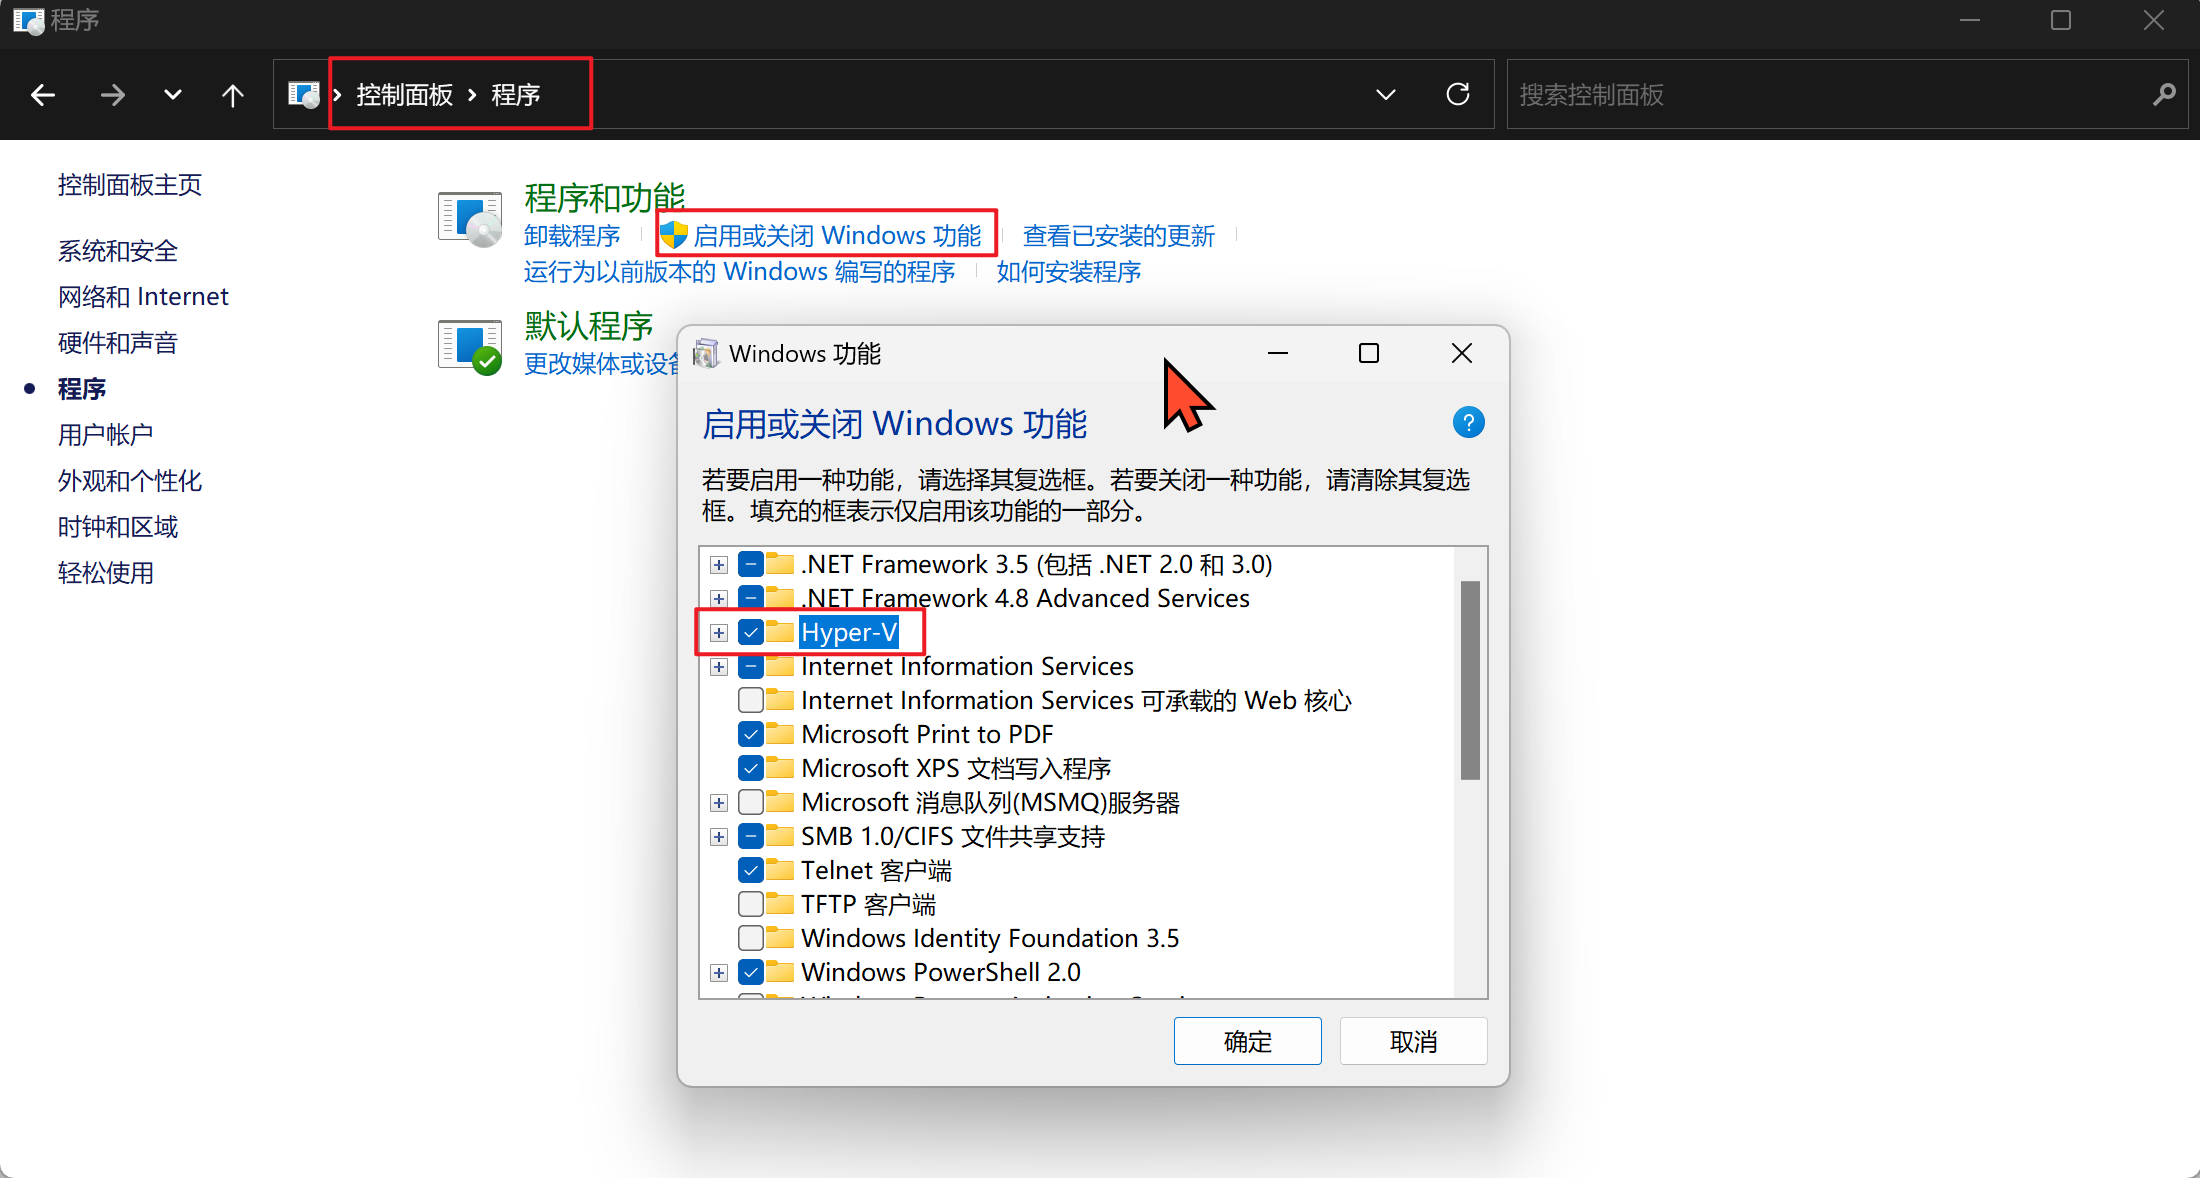 程序
控制面板 程序
搜索控制面板
控制面板主页
系统和安全
网络和 Internet
硬件和声音
程序
用户帐户
外观和个性化
时钟和区域
轻松使用
程序和功能
卸载程序 启用或关闭 Windows 功能 查看已安装的更新
运行为以前版本的 Windows 编写的程序 如何安装程序
默认程序
更改媒体或设备
Windows 功能
启用或关闭 Windows 功能
若要启用一种功能，请选择其复选框。若要关闭一种功能，请清除其复选
框。填充的框表示仅启用该功能的一部分。
.NET Framework 3.5 (包括 .NET 2.0 和 3.0)
.NET Framework 4.8 Advanced Services
Hyper-V
Internet Information Services
Internet Information Services 可承载的 Web 核心
Microsoft Print to PDF
Microsoft XPS 文档写入程序
Microsoft 消息队列(MSMQ)服务器
SMB 1.0/CIFS 文件共享支持
Telnet 客户端
TFTP 客户端
Windows Identity Foundation 3.5
Windows PowerShell 2.0
确定 取消